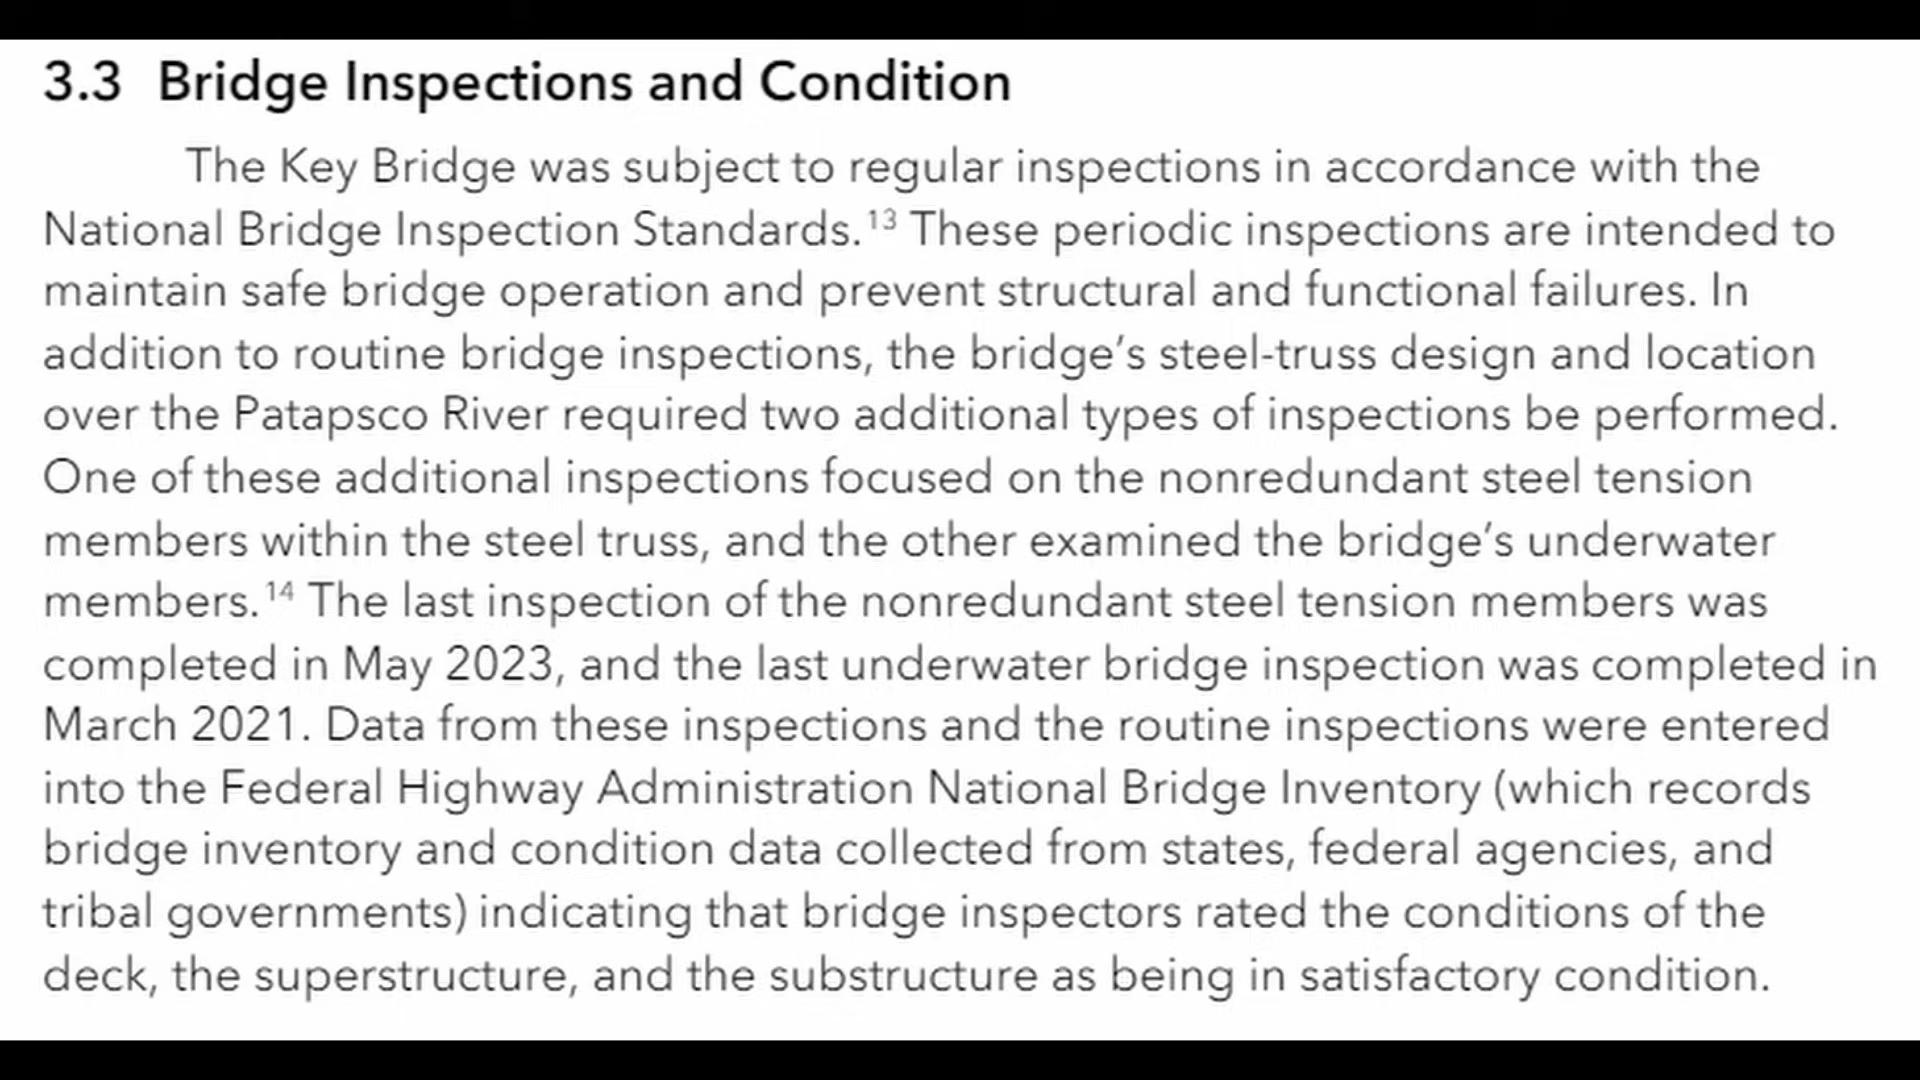 3.3 Bridge Inspections and Condition
The Key Bridge was subject to regular inspections in accordance with the
National Bridge Inspection Standards.13 These periodic inspections are intended to
maintain safe bridge operation and prevent structural and functional failures. In
addition to routine bridge inspections, the bridge’s steel-truss design and location
over the Patapsco River required two additional types of inspections be performed.
One of these additional inspections focused on the nonredundant steel tension
members within the steel truss, and the other examined the bridge’s underwater
members.14 The last inspection of the nonredundant steel tension members was
completed in May 2023, and the last underwater bridge inspection was completed in
March 2021. Data from these inspections and the routine inspections were entered
into the Federal Highway Administration National Bridge Inventory (which records
bridge inventory and condition data collected from states, federal agencies, and
tribal governments) indicating that bridge inspectors rated the conditions of the
deck, the superstructure, and the substructure as being in satisfactory condition.